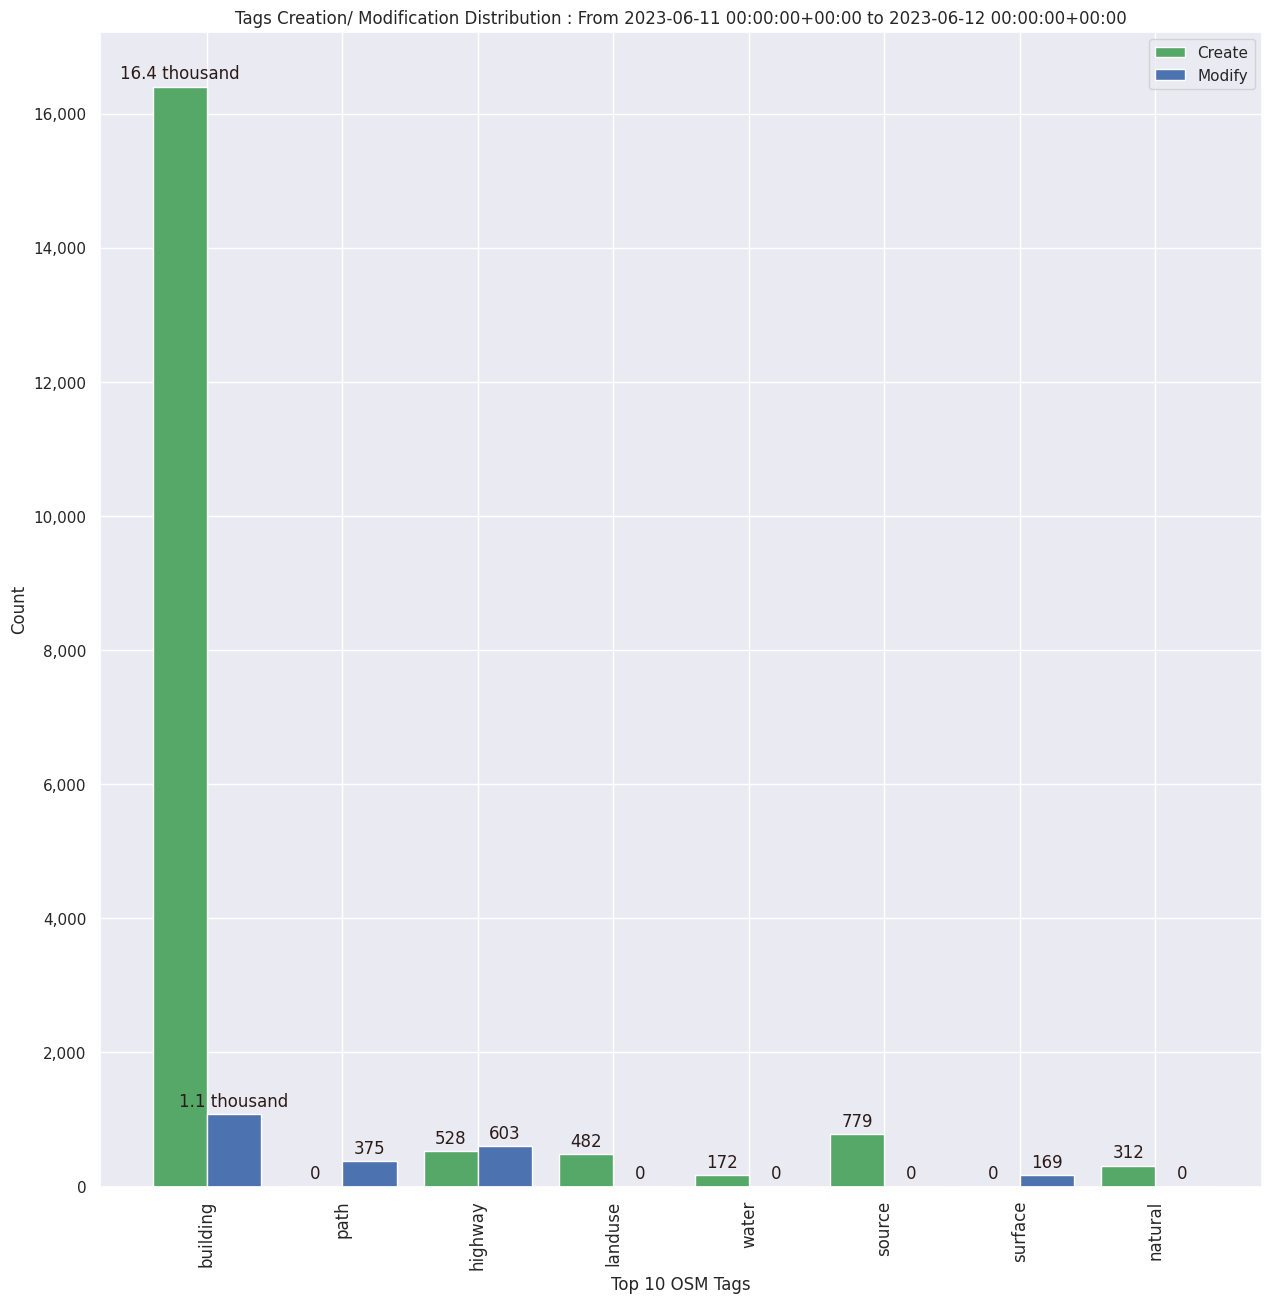 Tags Creation/ Modification Distribution : From 2023-06-11 00:00:00+00:00 to 2023-06-12 00:00:00+00:00
Create
Modify
16.4 thousand
16,000
14,000
12,000
10,000
8,000
6,000
4,000
2,000
0
Count
1.1 thousand
0
375
528
603
482
0
172
0
779
0
0
169
312
0
building
path
highway
landuse
water
source
surface
natural
Top 10 OSM Tags